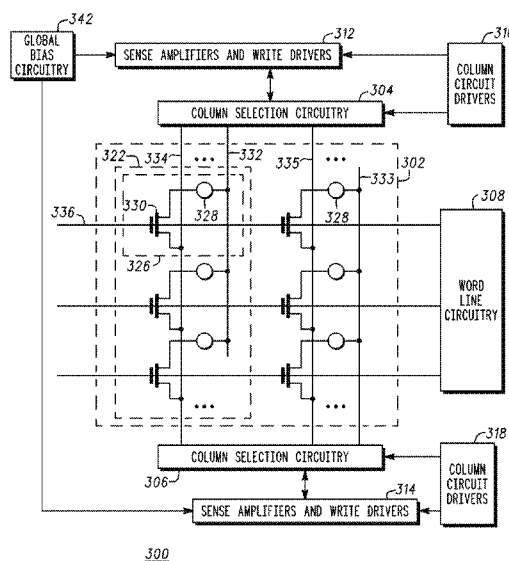 342
GLOBAL
BIAS
CIRCUITRY
312
SENSE AMPLIFIERS AND WRITE DRIVERS
COLUMN
CIRCUIT
DRIVERS
304
COLUMN SELECTION CIRCUITRY
322
334
332
335
333
302
336
330
328
328
326
308
WORD
LINE
CIRCUITRY
COLUMN SELECTION CIRCUITRY
306
318
COLUMN
CIRCUIT
DRIVERS
314
SENSE AMPLIFIERS AND WRITE DRIVERS
300